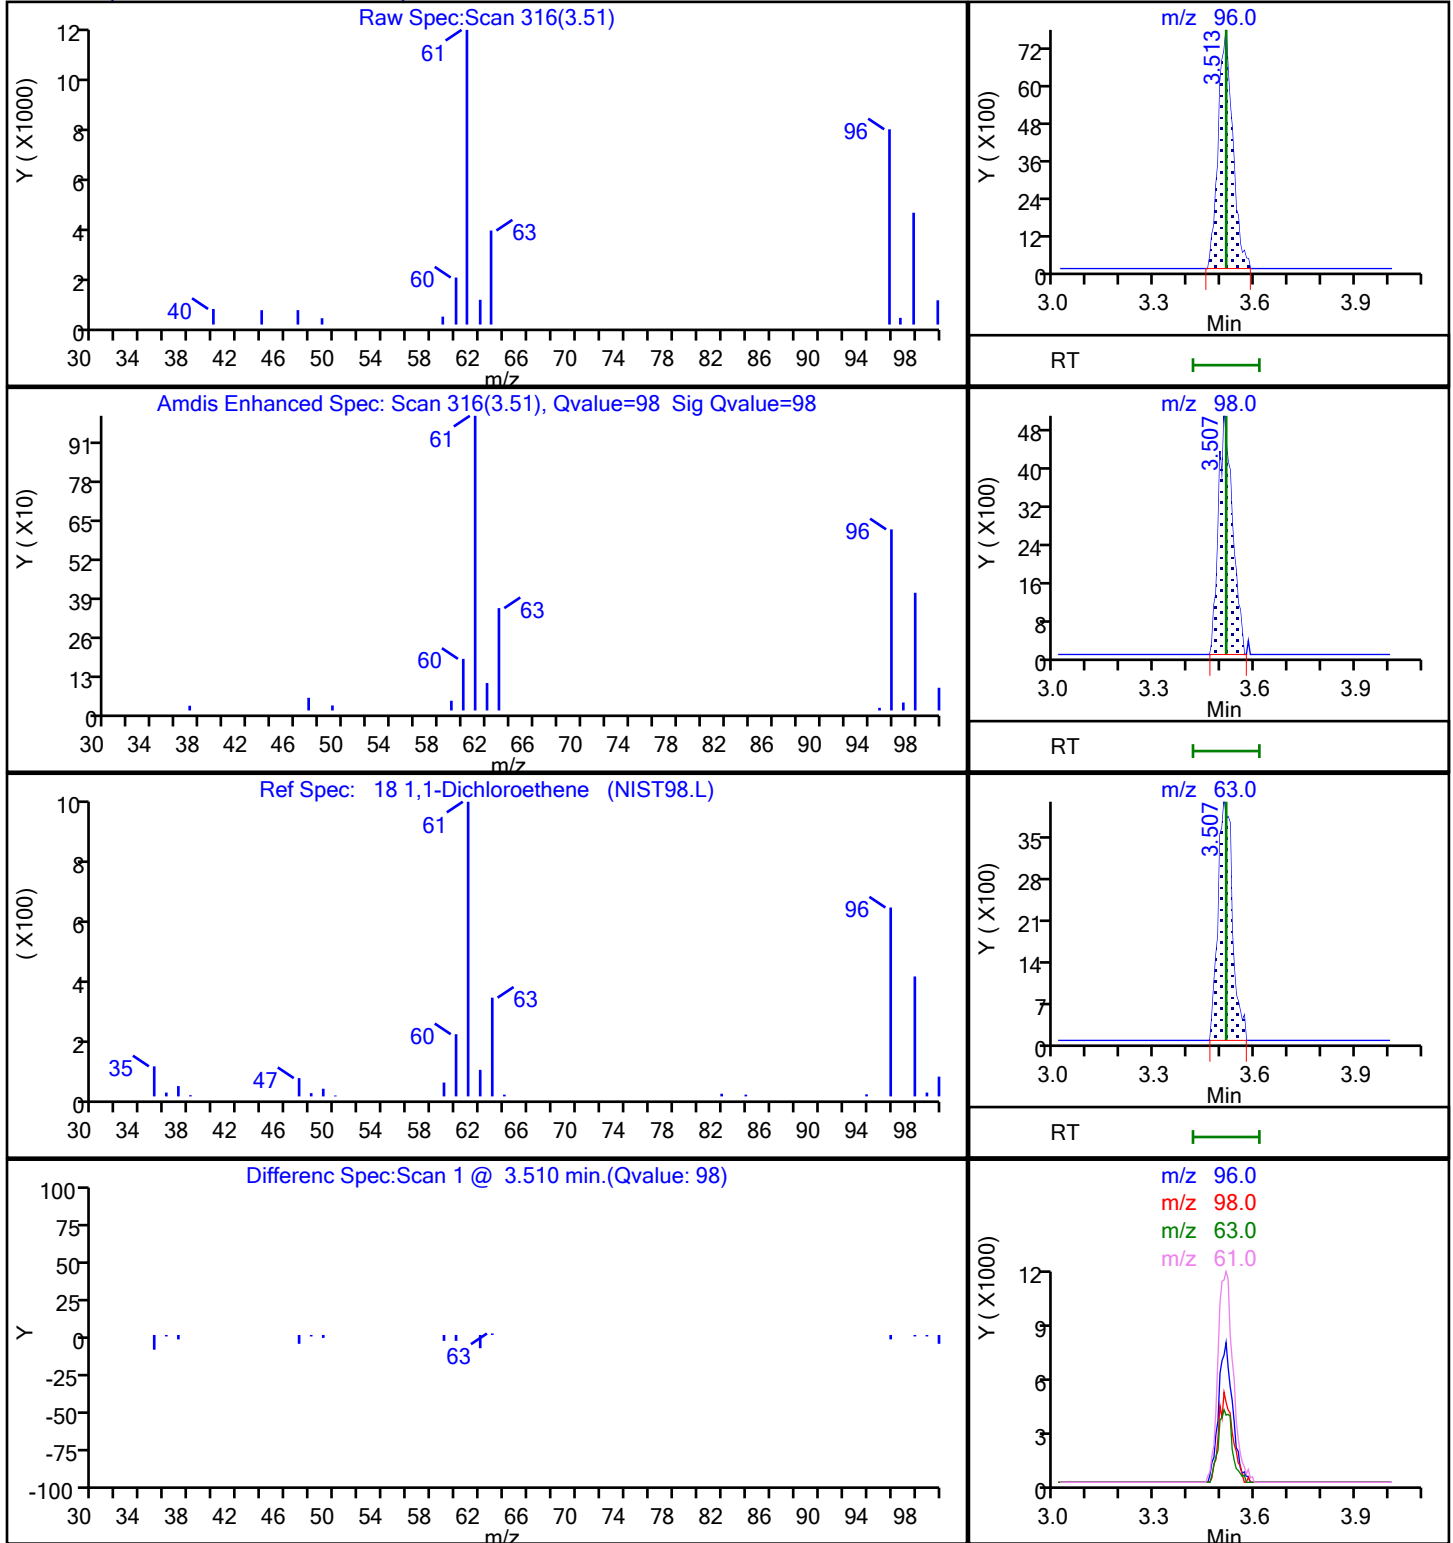 Raw Spec:Scan 316(3.51)
Y ( X1000)
12
10
8
6
4
2
0
61
96
63
60
40
30 34 38 42 46 50 54 58 62 66 70 74 78 82 86 90 94 98
m/z
m/z 96.0
Y ( X100)
72
60
48
36
24
12
0
3.513
3.0 3.3 3.6 3.9
Min
RT
Amdis Enhanced Spec: Scan 316(3.51), Qvalue=98 Sig Qvalue=98
Y ( X10)
91
78
65
52
39
26
13
0
61
96
63
60
30 34 38 42 46 50 54 58 62 66 70 74 78 82 86 90 94 98
m/z
m/z 98.0
Y ( X100)
48
40
32
24
16
8
0
3.507
3.0 3.3 3.6 3.9
Min
RT
Ref Spec: 18 1,1-Dichloroethene (NIST98.L)
( X100)
10
8
6
4
2
0
61
96
63
60
35
47
30 34 38 42 46 50 54 58 62 66 70 74 78 82 86 90 94 98
m/z 63.0
Y ( X100)
35
28
21
14
7
0
3.507
3.0 3.3 3.6 3.9
Min
RT
Differenc Spec:Scan 1 @ 3.510 min.(Qvalue: 98)
Y
100
75
50
25
0
-25
-50
-75
-100
63
30 34 38 42 46 50 54 58 62 66 70 74 78 82 86 90 94 98
m/z
m/z 96.0
m/z 98.0
m/z 63.0
m/z 61.0
Y ( X1000)
12
9
6
3
0
3.0 3.3 3.6 3.9
Min